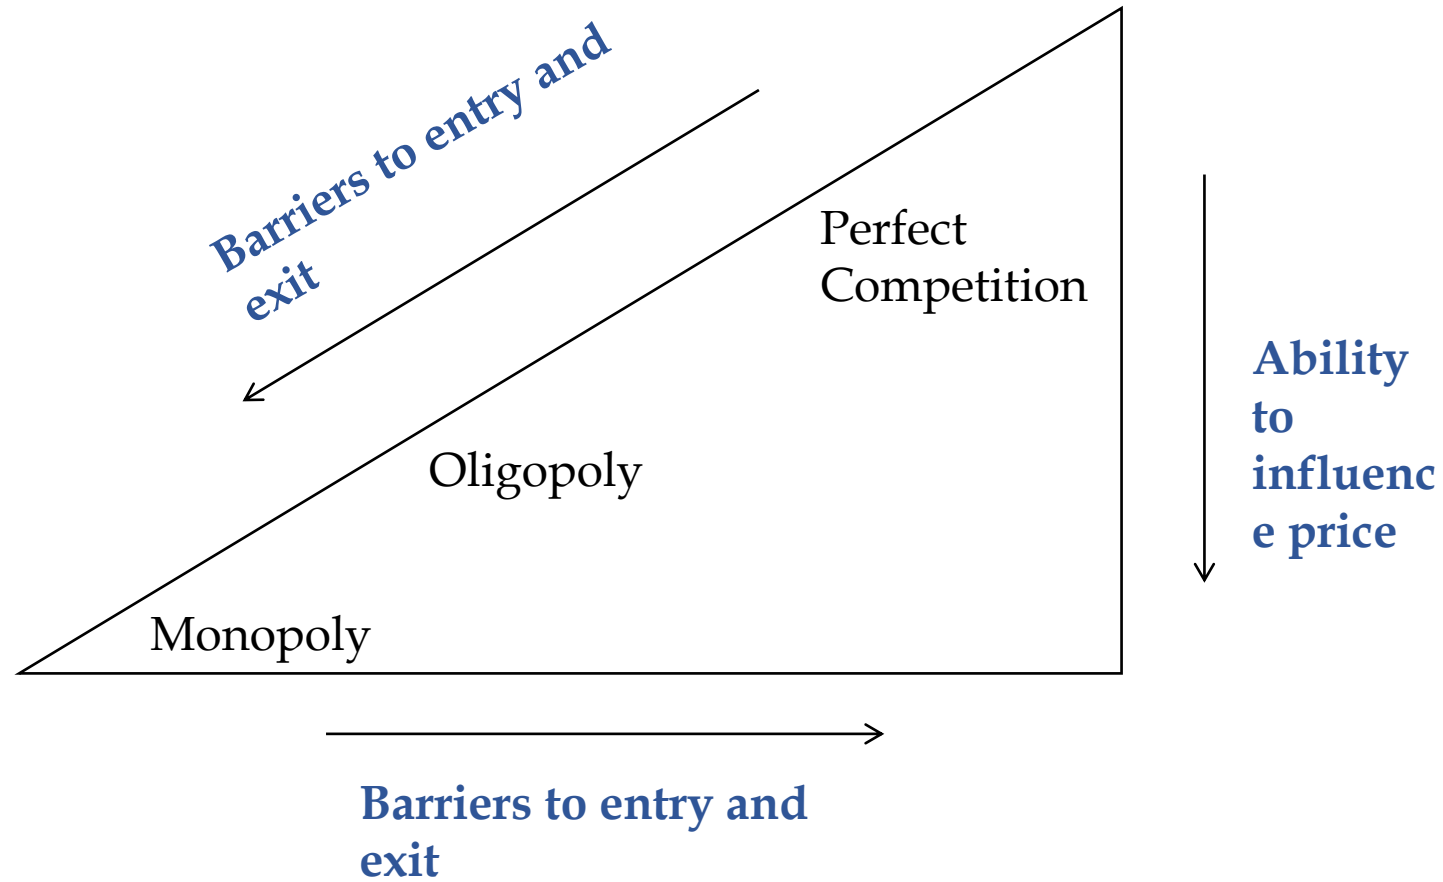 Barriers to entry and
exit
Perfect
Competition
Ability
to
influenc
e price
Oligopoly
Monopoly
Barriers to entry and
exit